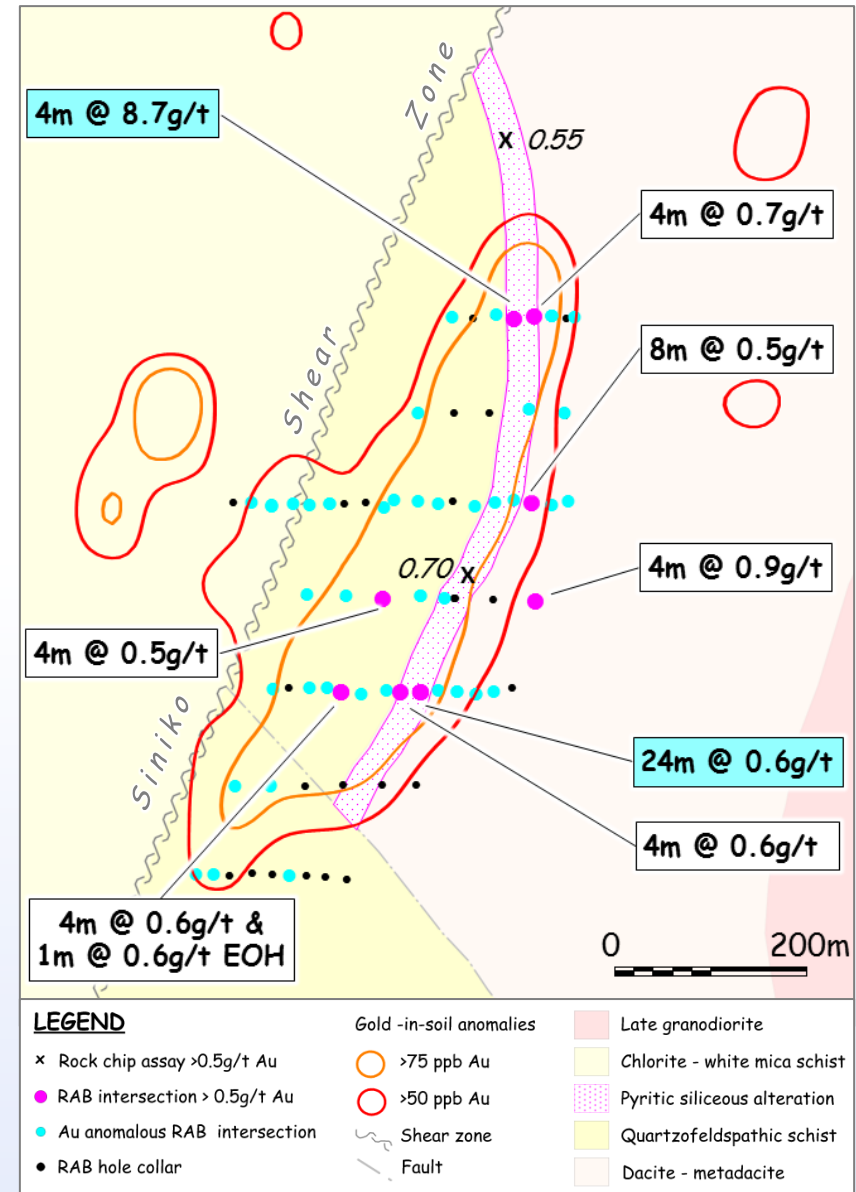 Zone
4m @ 8.7g/t
x 0.55
4m @ 0.7g/t
Shear
8m @ 0.5g/t
0.70 x
4m @ 0.9g/t
4m @ 0.5g/t
Siniko
24m @ 0.6g/t
4m @ 0.6g/t
4m @ 0.6g/t &
1m @ 0.6g/t EOH
0 200m
LEGEND
x Rock chip assay >0.5g/t Au
RAB intersection > 0.5g/t Au
Au anomalous RAB intersection
RAB hole collar
Gold -in-soil anomalies
>75 ppb Au
>50 ppb Au
Shear zone
Fault
Late granodiorite
Chlorite - white mica schist
Pyritic siliceous alteration
Quartzofeldspathic schist
Dacite - metadacite